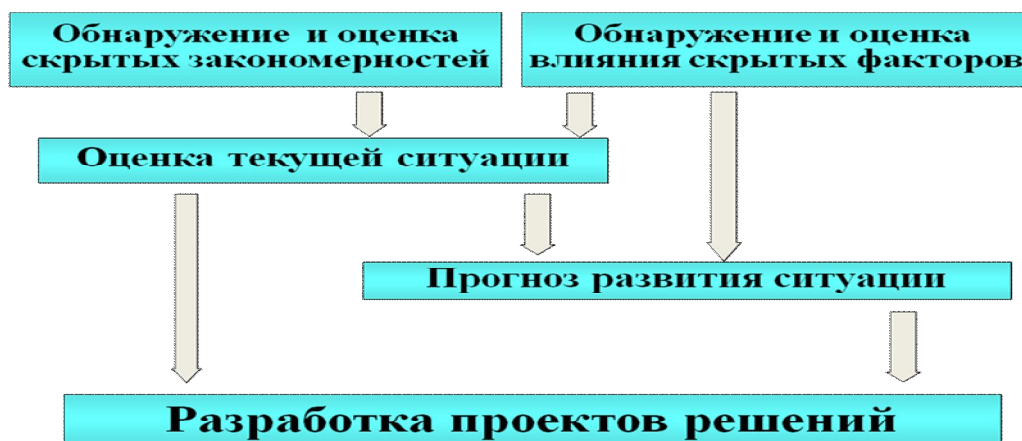 Обнаружение и оценка
скрытых закономерностей
Обнаружение и оценка
влияния скрытых факторов
Оценка текущей ситуации
Прогноз развития ситуации
Разработка проектов решений